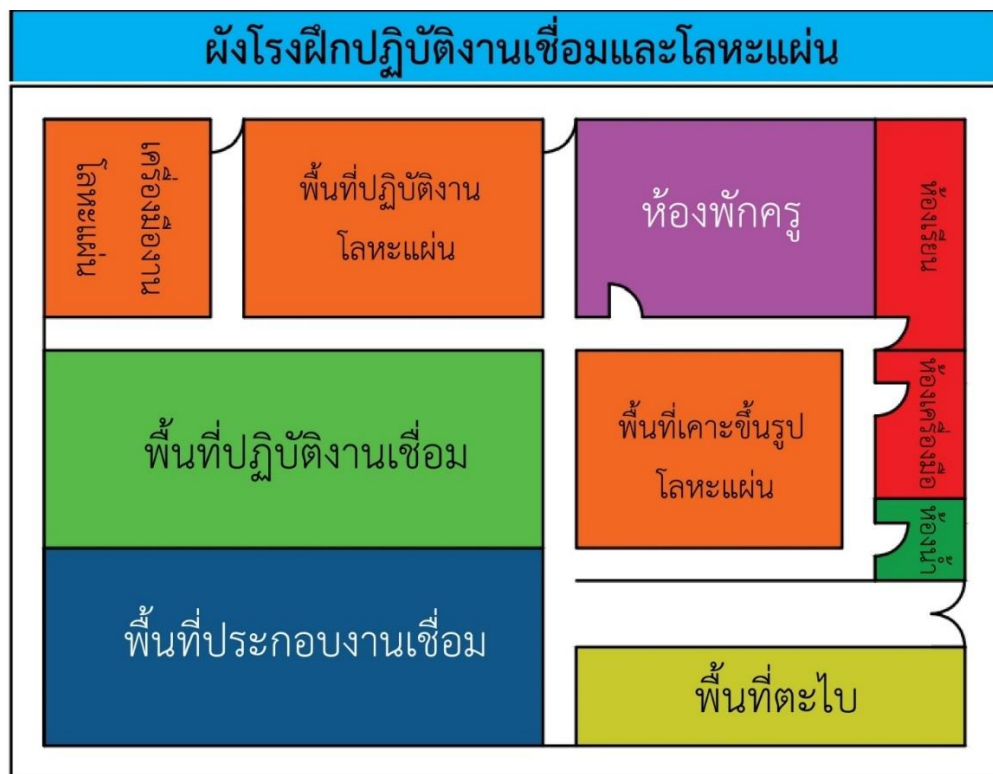 ผังโรงฝึกปฏิบัติงานเชื่อมและโลหะแผ่น
เครื่องมืองาน
โลหะแผ่น
พื้นที่ปฏิบัติงาน
โลหะแผ่น
ห้องพักครู
ห้องเรียน
พื้นที่ปฏิบัติงานเชื่อม
พื้นที่เคาะขึ้นรูป
โลหะแผ่น
ห้องเครื่องมือ
ห้องน้ำ
พื้นที่ประกอบงานเชื่อม
พื้นที่ตะไบ